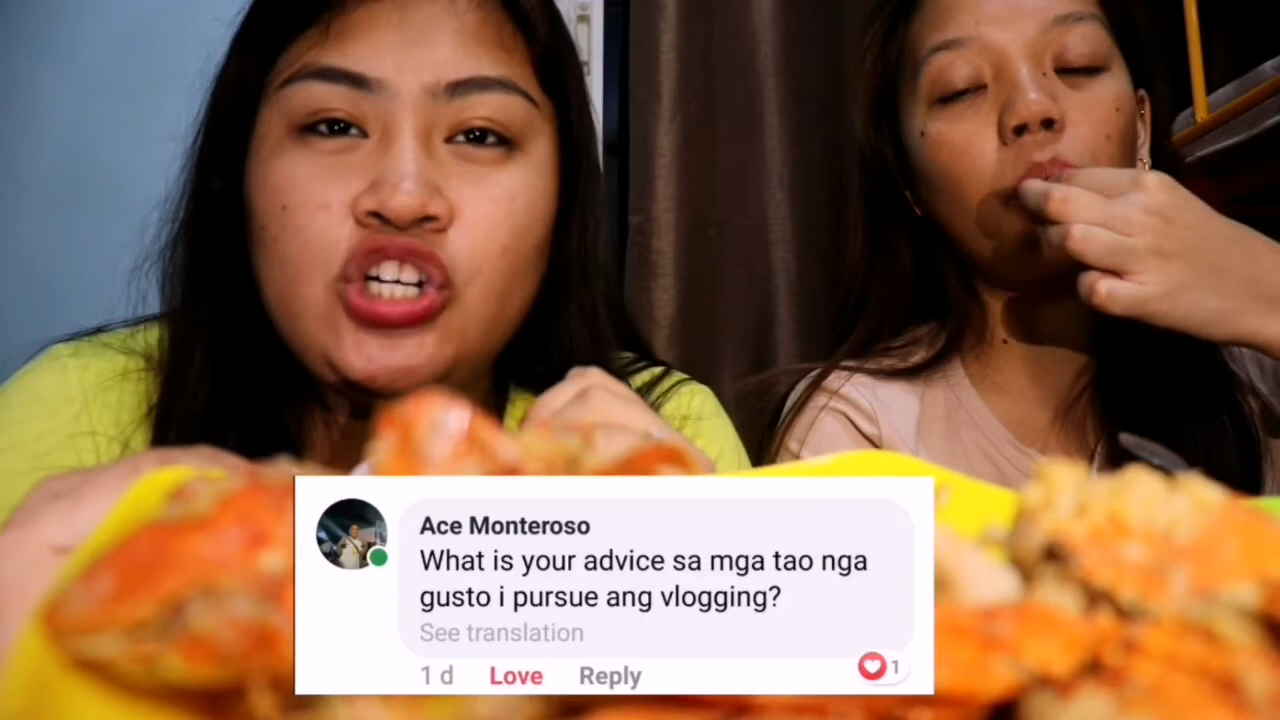 Ace Monteroso
What is your advice sa mga tao nga
gusto i pursue ang vlogging?
See translation
1 d Love Reply 1